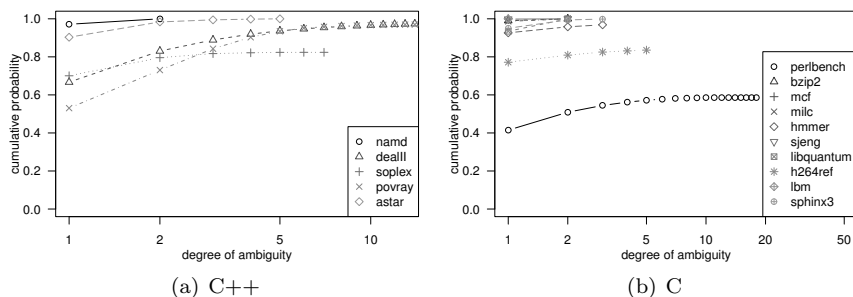 cumulative probability
1.0
0.8
0.6
0.4
0.2
0.0
namd
dealII
soplex
povray
astar
1 2 5 10
degree of ambiguity
(a) C++
cumulative probability
1.0
0.8
0.6
0.4
0.2
0.0
perlbench
bzip2
mcf
milc
hmmer
sjeng
libquantum
h264ref
lbm
sphinx3
1 2 5 10 20 50
degree of ambiguity
(b) C